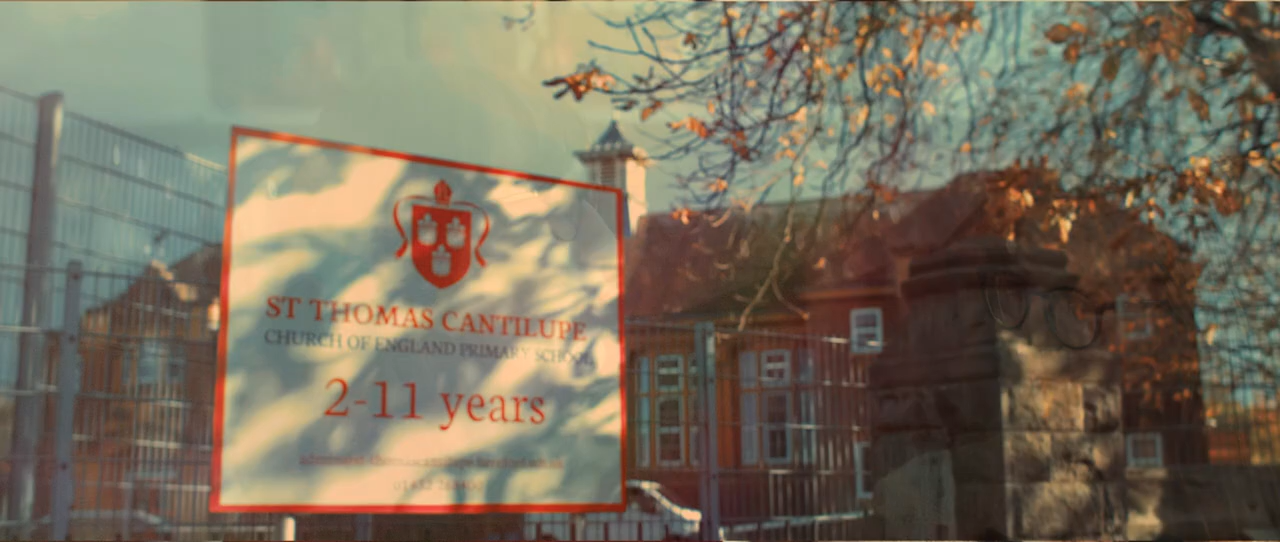 ST THOMAS CANTILUPE
CHURCH OF ENGLAND PRIMARY SCHOOL
2-11 years